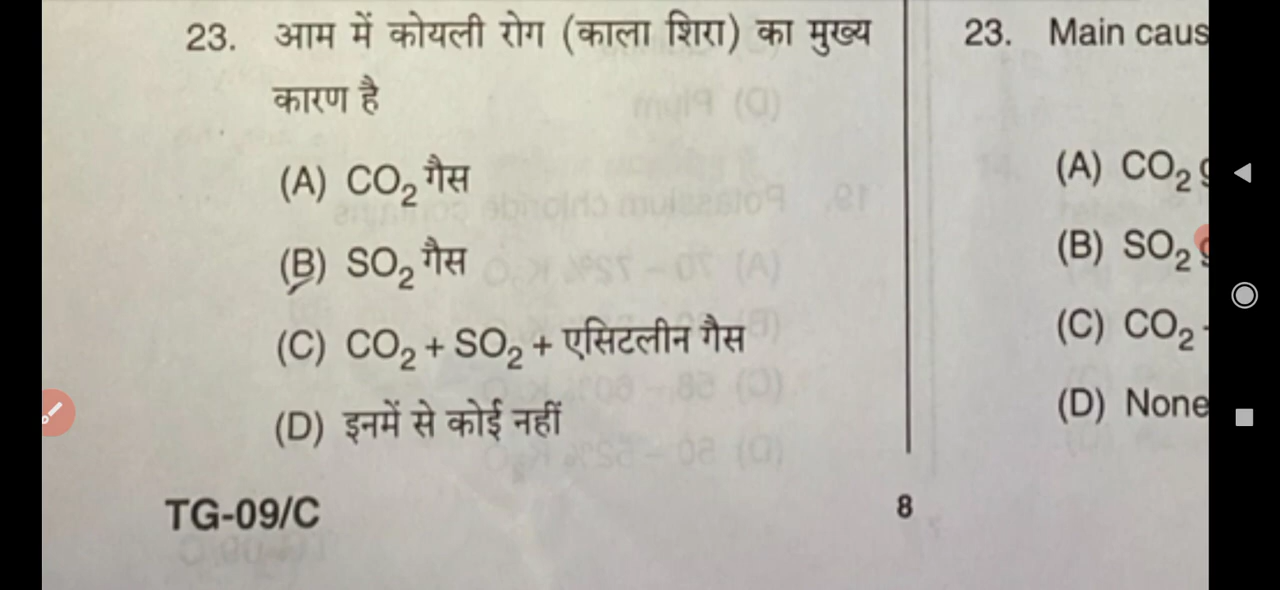 23. आम में कोयली रोग (काला शिरा) का मुख्य
कारण है
(A) CO2 गैस
(B) SO2 गैस
(C) CO2 + SO2 + एसिटलीन गैस
(D) इनमें से कोई नहीं
TG-09/C
8
23. Main caus
(A) CO2 g
(B) SO2 g
(C) CO2
(D) None